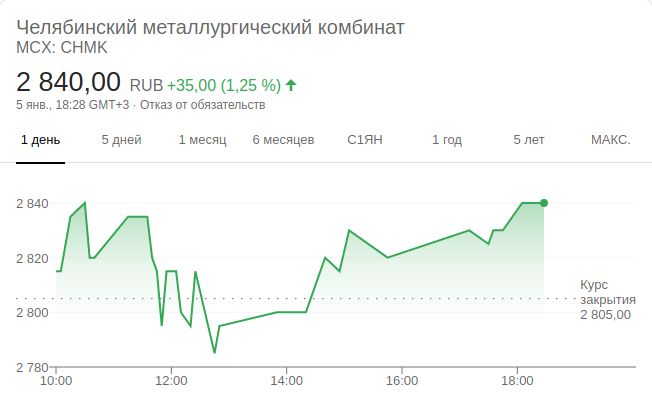 Челябинский металлургический комбинат
MCX: CHMK
2 840,00 RUB +35,00 (1,25 %)
5 янв., 18:28 GMT+3 · Отказ от обязательств
1 день 5 дней 1 месяц 6 месяцев С1ЯН 1 год 5 лет МАКС.
2 840
2 820
Курс
закрытия
2 805,00
2 800
2 780
10:00 12:00 14:00 16:00 18:00